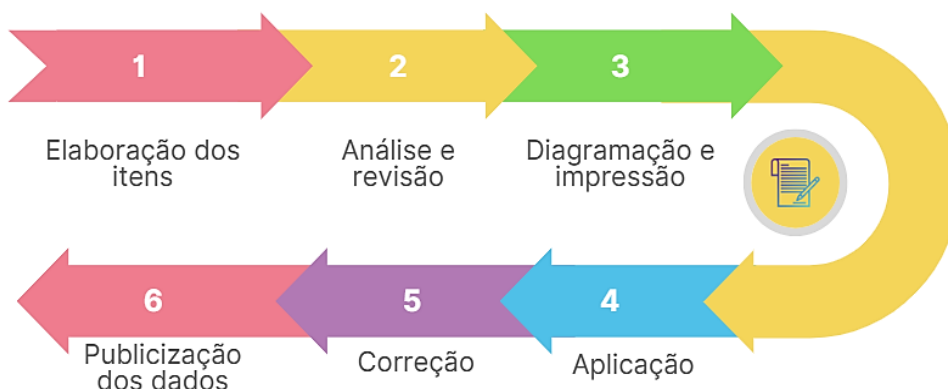 1
2
3
Elaboração dos
itens
Análise e
revisão
Diagramação e
impressão
6
5
4
Publicização
dos dados
Correção
Aplicação